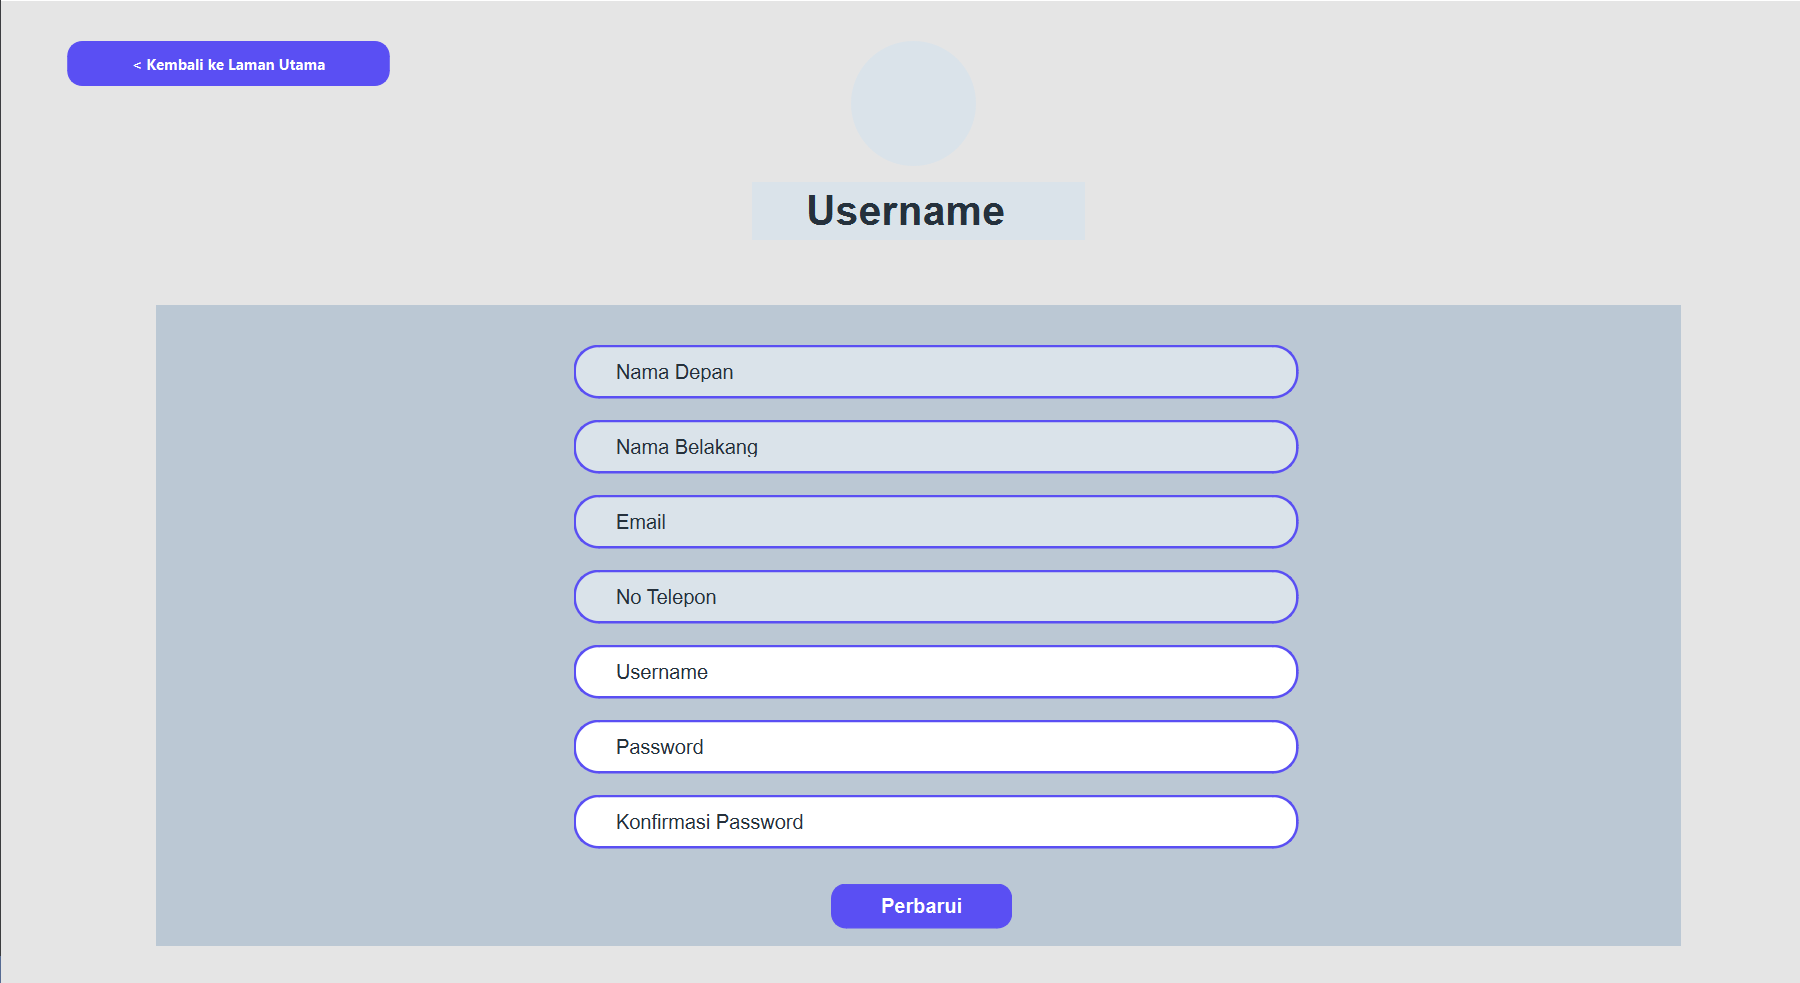 < Kembali ke Laman Utama
Username
Nama Depan
Nama Belakang
Email
No Telepon
Username
Password
Konfirmasi Password
Perbarui